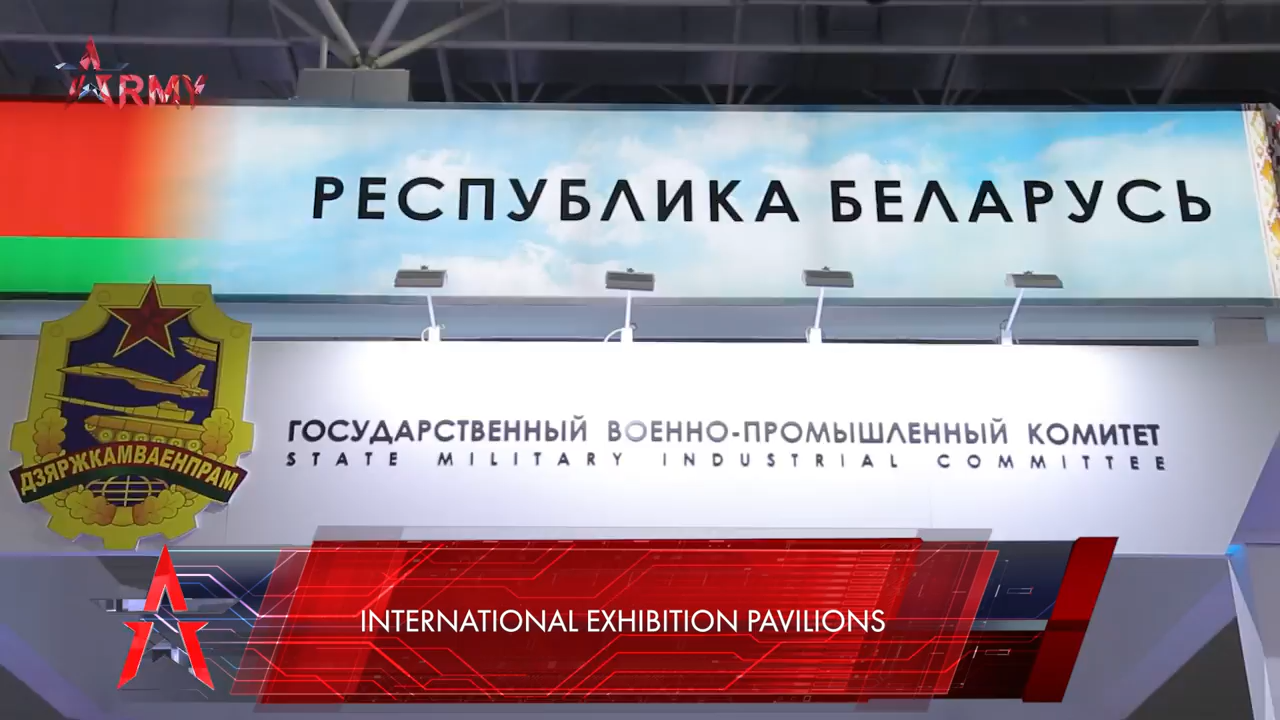 ARMY
РЕСПУБЛИКА БЕЛАРУСЬ
ГОСУДАРСТВЕННЫЙ ВОЕННО-ПРОМЫШЛЕННЫЙ КОМИТЕТ
STATE MILITARY INDUSTRIAL COMMITTEE
ДЗЯРЖКАМВАЕНПРАМ
INTERNATIONAL EXHIBITION PAVILIONS